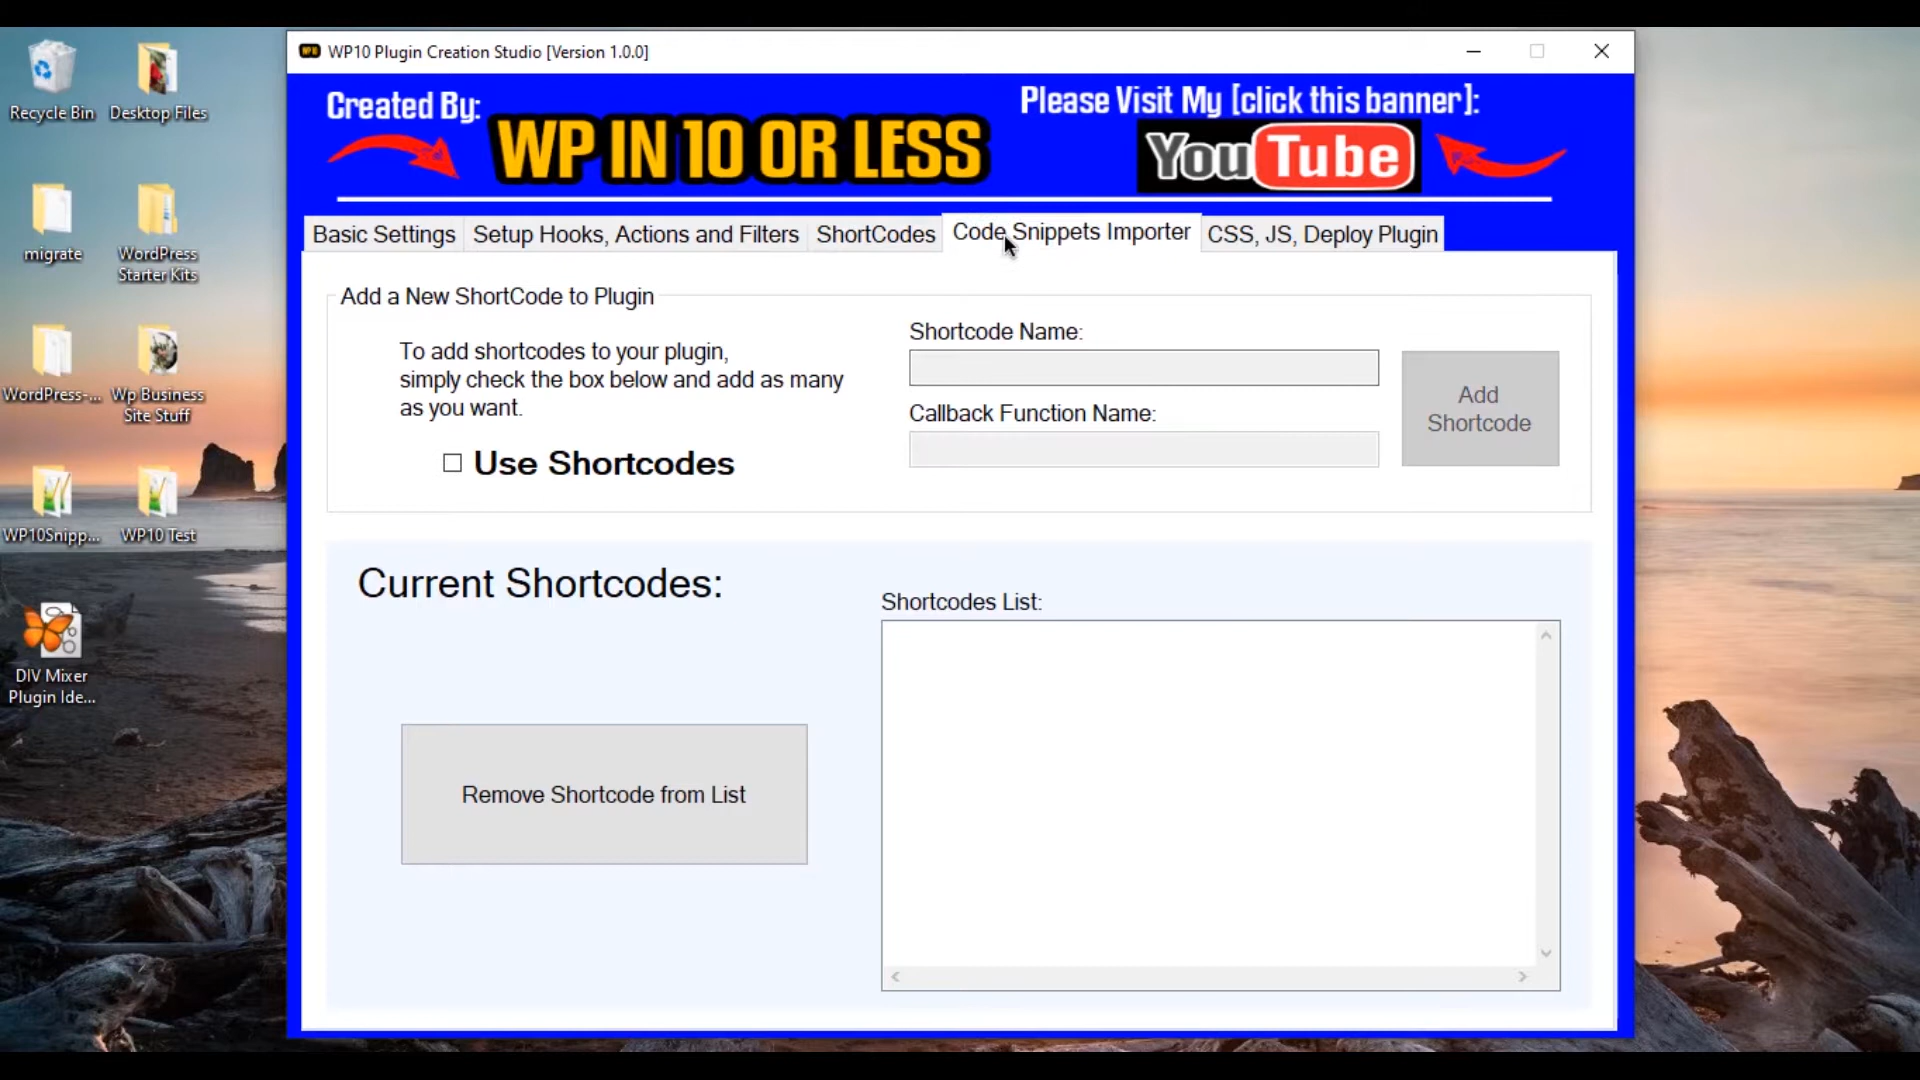 WP10 Plugin Creation Studio [Version 1.0.0]
Created By:
WP IN 10 OR LESS
Please Visit My [click this banner]:
YouTube
Basic Settings
Setup Hooks, Actions and Filters
ShortCodes
Code Snippets Importer
CSS, JS, Deploy Plugin
Add a New ShortCode to Plugin
To add shortcodes to your plugin,
simply check the box below and add as many
as you want.
Use Shortcodes
Shortcode Name:
Callback Function Name:
Add
Shortcode
Current Shortcodes:
Shortcodes List:
Remove Shortcode from List
Recycle Bin
Desktop Files
migrate
WordPress
Starter Kits
WordPress-...
Wp Business
Site Stuff
WP10Snipp...
WP10 Test
DIV Mixer
Plugin Ide...